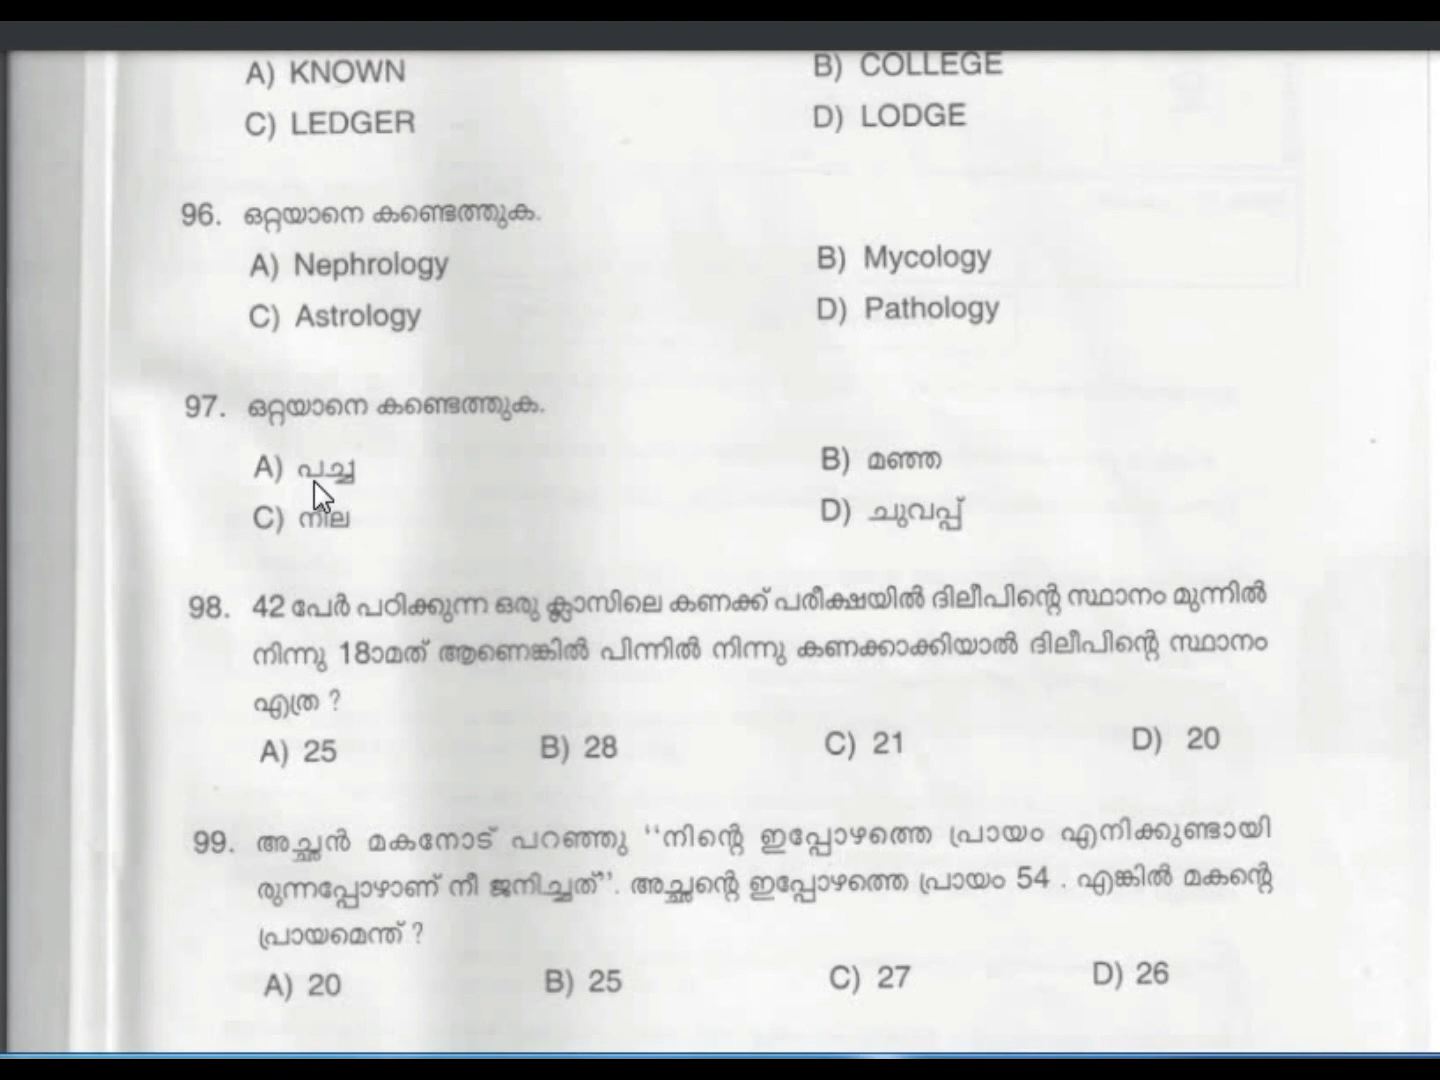 A) KNOWN
B) COLLEGE
C) LEDGER
D) LODGE
96. ഒറ്റയാനെ കണ്ടെത്തുക.
A) Nephrology
B) Mycology
C) Astrology
D) Pathology
97. ഒറ്റയാനെ കണ്ടെത്തുക.
A) പച്ച
B) മഞ്ഞ
C) നീല
D) ചുവപ്പ്
98. 42 പേർ പഠിക്കുന്ന ഒരു ക്ലാസിലെ കണക്ക് പരീക്ഷയിൽ ദിലീപിന്റെ സ്ഥാനം മുന്നിൽ
നിന്നു 18ാമത് ആണെങ്കിൽ പിന്നിൽ നിന്നു കണക്കാക്കിയാൽ ദിലീപിന്റെ സ്ഥാനം
എത്ര ?
A) 25
B) 28
C) 21
D) 20
99. അച്ഛൻ മകനോട് പറഞ്ഞു ‘‘നിന്റെ ഇപ്പോഴത്തെ പ്രായം എനിക്കുണ്ടായി
രുന്നപ്പോഴാണ് നീ ജനിച്ചത്’’. അച്ഛന്റെ ഇപ്പോഴത്തെ പ്രായം 54 . എങ്കിൽ മകന്റെ
പ്രായമെന്ത് ?
A) 20
B) 25
C) 27
D) 26